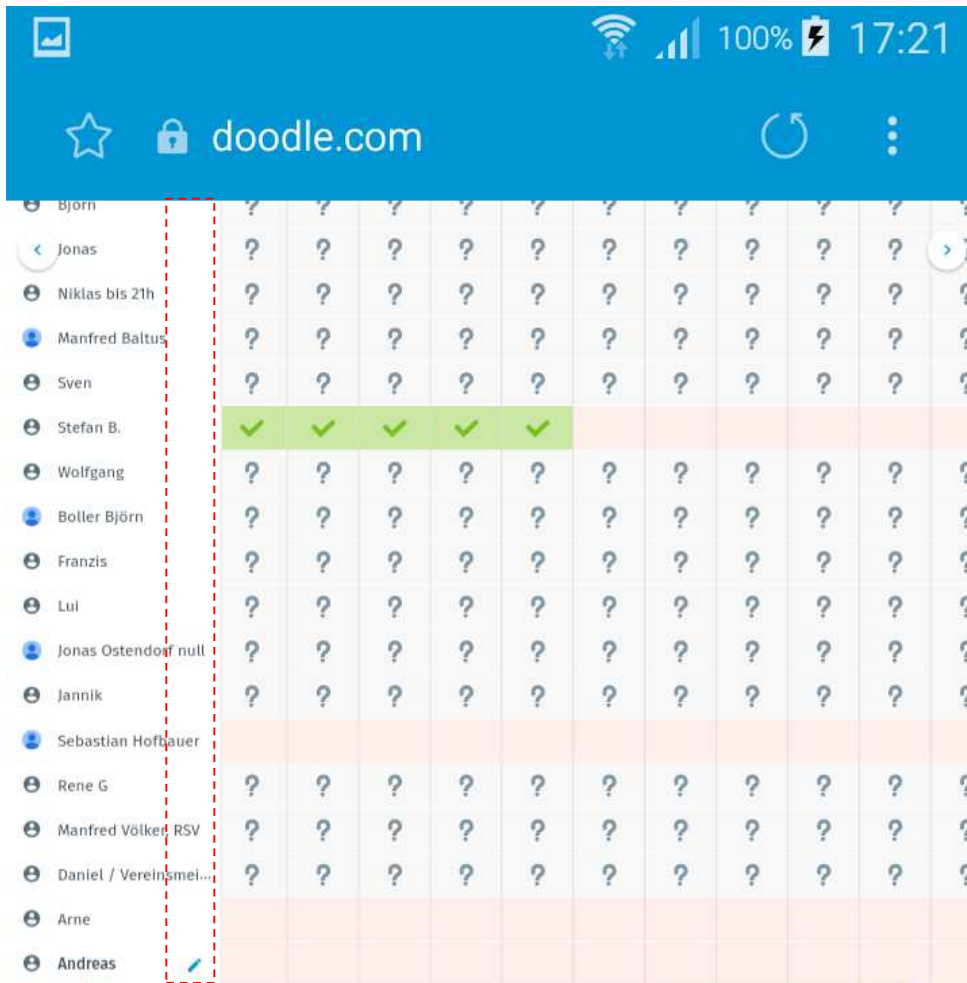 100% 17:21
doodle.com
Björn ? ? ? ? ? ? ? ? ? ? ?
Jonas ? ? ? ? ? ? ? ? ? ?
Niklas bis 21h ? ? ? ? ? ? ? ? ? ? ?
Manfred Baltus ? ? ? ? ? ? ? ? ? ? ?
Sven ? ? ? ? ? ? ? ? ? ? ?
Stefan B.
Wolfgang ? ? ? ? ? ? ? ? ? ? ?
Boller Björn ? ? ? ? ? ? ? ? ? ? ?
Franzis ? ? ? ? ? ? ? ? ? ? ?
Lui ? ? ? ? ? ? ? ? ? ? ?
Jonas Ostendorf null ? ? ? ? ? ? ? ? ? ? ?
Jannik ? ? ? ? ? ? ? ? ? ? ?
Sebastian Hofbauer
Rene G ? ? ? ? ? ? ? ? ? ? ?
Manfred Völker, RSV ? ? ? ? ? ? ? ? ? ? ?
Daniel / Vereinsmei... ? ? ? ? ? ? ? ? ? ? ?
Arne
Andreas